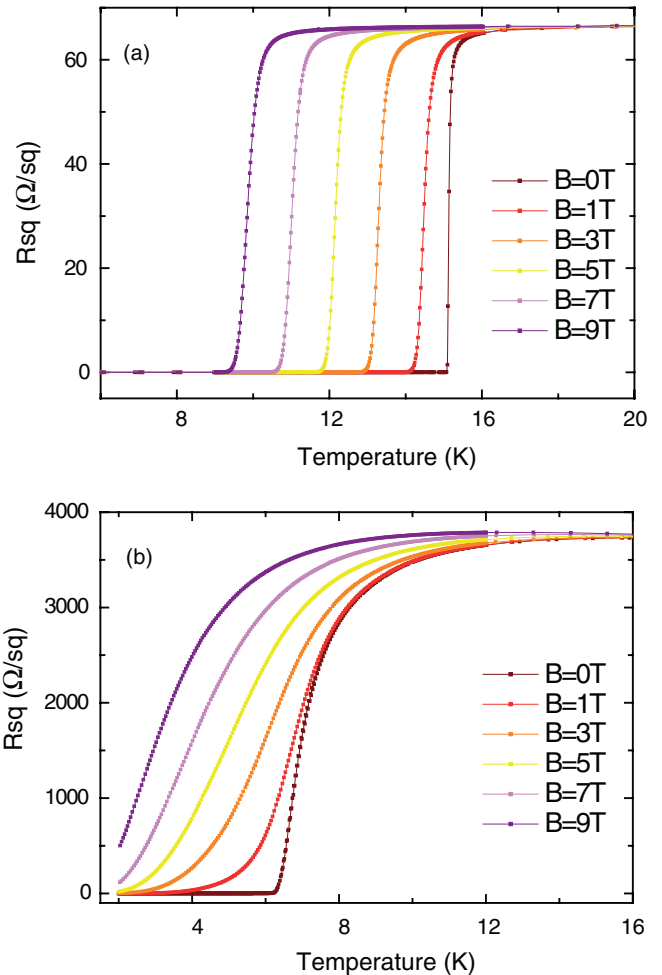 (a)
60
40
20
0
Rsq (Ω/sq)
B=0T
B=1T
B=3T
B=5T
B=7T
B=9T
8 12 16 20
Temperature (K)
4000
(b)
3000
2000
1000
0
Rsq (Ω/sq)
B=0T
B=1T
B=3T
B=5T
B=7T
B=9T
4 8 12 16
Temperature (K)